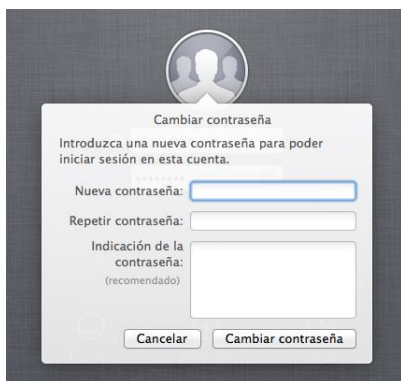 Cambiar contraseña
Introduzca una nueva contraseña para poder
iniciar sesión en esta cuenta.
Nueva contraseña:
Repetir contraseña:
Indicación de la
contraseña:
(recomendado)
Cancelar
Cambiar contraseña